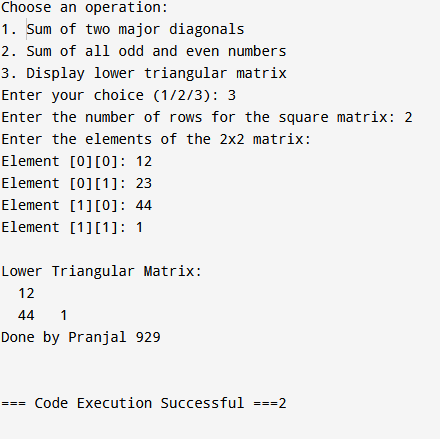 Choose an operation:
1. Sum of two major diagonals
2. Sum of all odd and even numbers
3. Display lower triangular matrix
Enter your choice (1/2/3): 3
Enter the number of rows for the square matrix: 2
Enter the elements of the 2x2 matrix:
Element [0][0]: 12
Element [0][1]: 23
Element [1][0]: 44
Element [1][1]: 1
Lower Triangular Matrix:
12
44 1
Done by Pranjal 929
=== Code Execution Successful ===2